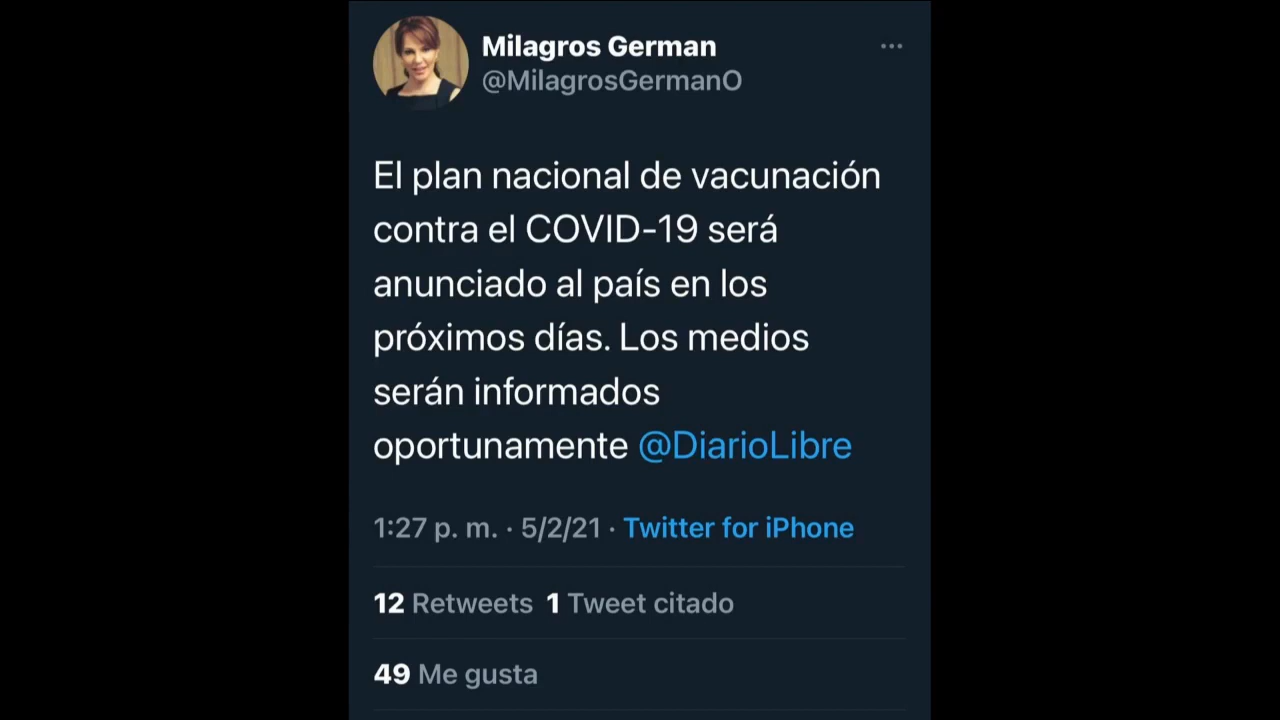 Milagros German
@MilagrosGermanO
El plan nacional de vacunación
contra el COVID-19 será
anunciado al país en los
próximos días. Los medios
serán informados
oportunamente @DiarioLibre
1:27 p. m. · 5/2/21 · Twitter for iPhone
12 Retweets 1 Tweet citado
49 Me gusta